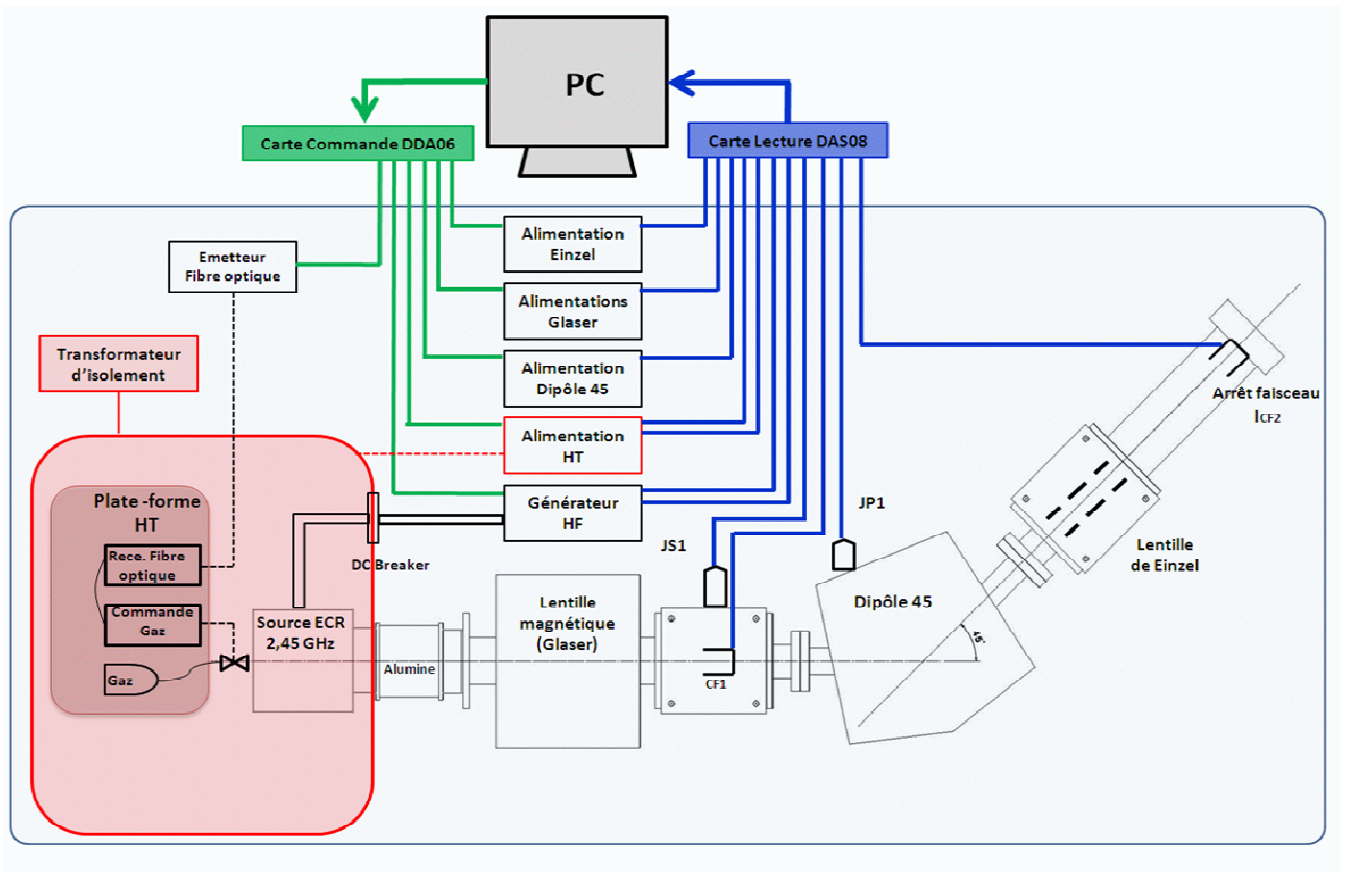 PC
Carte Commande DDA06
Carte Lecture DAS08
Alimentation
Einzel
Emetteur
Fibre optique
Alimentations
Glaser
Transformateur
d'isolement
Alimentation
Dipôle 45
Arrêt faisceau
ICFZ
Alimentation
HT
Plate -forme
HT
Générateur
HF
JP1
JS1
Rece. Fibre
optique
DC Breaker
Lentille
de Einzel
Commande
Gaz
Source ECR
2,45 GHz
Lentille
magnétique
(Glaser)
Dipôle 45
45°
Alumine
Gaz
CF1